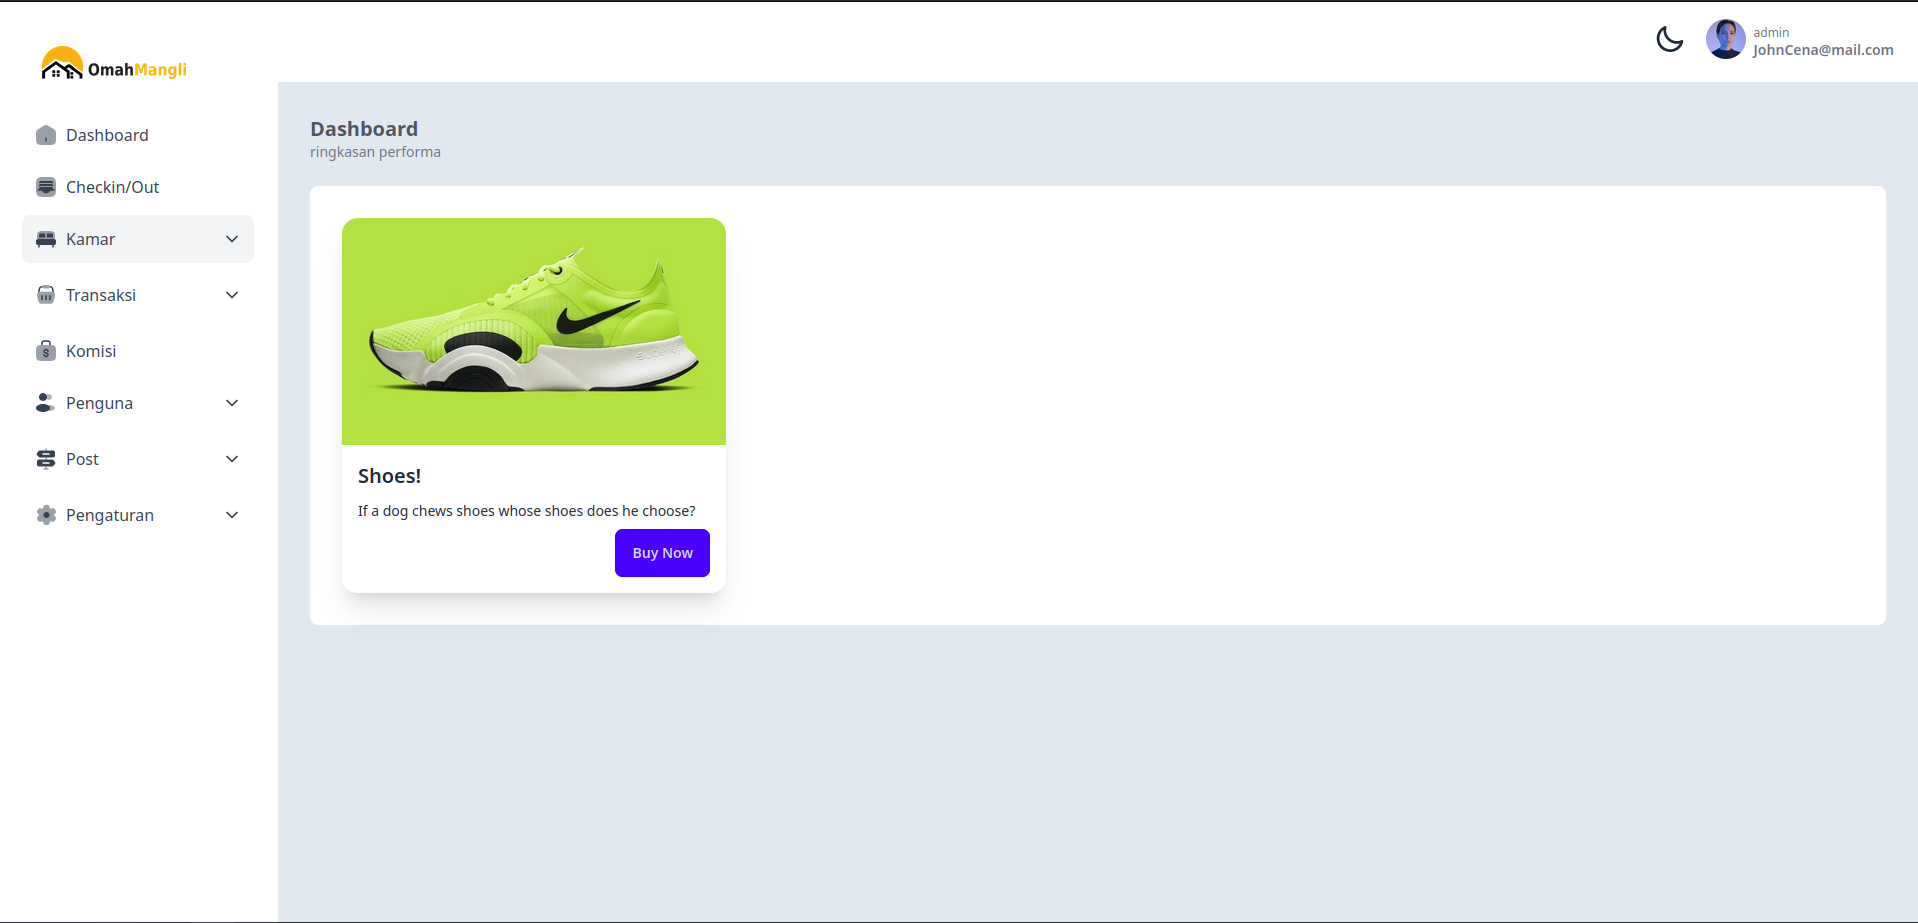 OmahMangli
admin
JohnCena@mail.com
Dashboard
Checkin/Out
Kamar
Transaksi
Komisi
Penguna
Post
Pengaturan
Dashboard
ringkasan performa
Shoes!
If a dog chews shoes whose shoes does he choose?
Buy Now